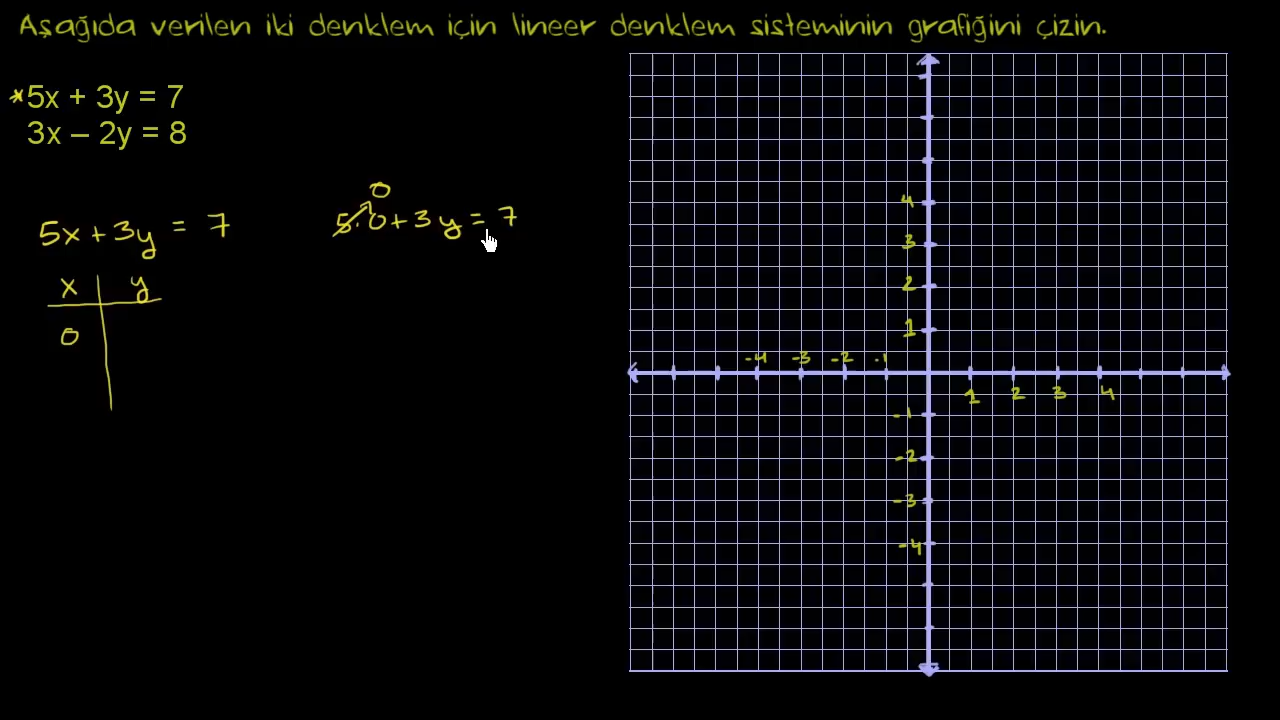 Aşağıda verilen iki denklem için lineer denklem sisteminin grafiğini çizin.
*5x + 3y = 7
3x – 2y = 8
0
5x + 3y = 7
5·0 + 3y = 7
x y
0
4
3
2
1
-4 -3 -2 -1
1 2 3 4
-1
-2
-3
-4